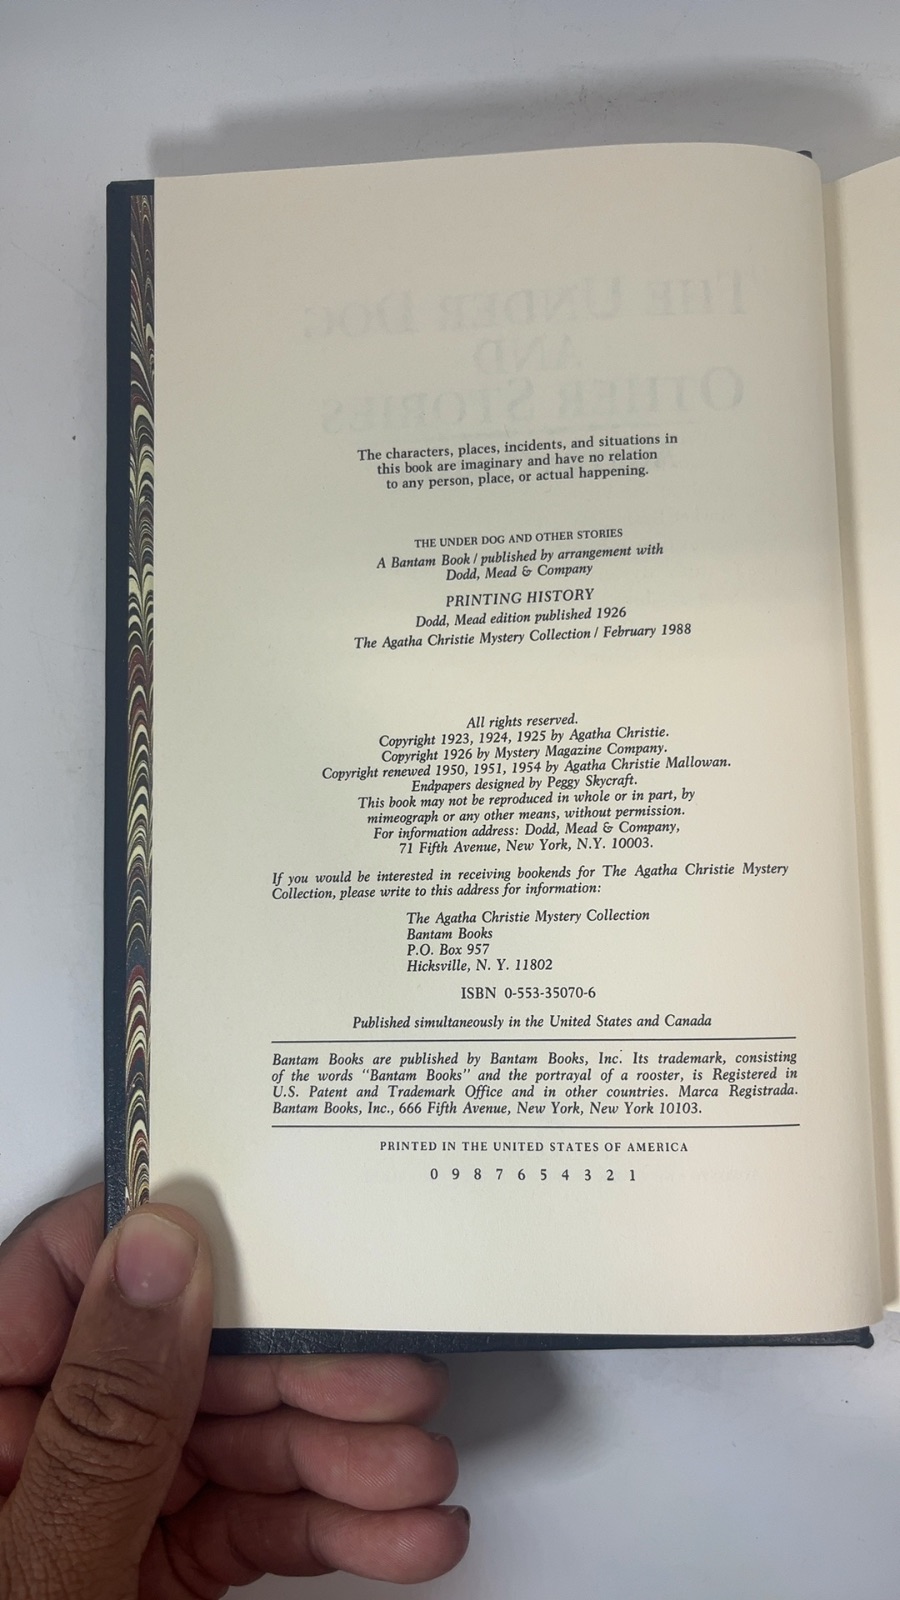 THE UNDER DOG
AND
OTHER STORIES
The characters, places, incidents, and situations in
this book are imaginary and have no relation
to any person, place, or actual happening.
THE UNDER DOG AND OTHER STORIES
A Bantam Book / published by arrangement with
Dodd, Mead & Company
PRINTING HISTORY
Dodd, Mead edition published 1926
The Agatha Christie Mystery Collection / February 1988
All rights reserved.
Copyright 1923, 1924, 1925 by Agatha Christie.
Copyright 1926 by Mystery Magazine Company.
Copyright renewed 1950, 1951, 1954 by Agatha Christie Mallowan.
Endpapers designed by Peggy Skycraft.
This book may not be reproduced in whole or in part, by
mimeograph or any other means, without permission.
For information address: Dodd, Mead & Company,
71 Fifth Avenue, New York, N.Y. 10003.
If you would be interested in receiving bookends for The Agatha Christie Mystery
Collection, please write to this address for information:
The Agatha Christie Mystery Collection
Bantam Books
P.O. Box 957
Hicksville, N. Y. 11802
ISBN 0-553-35070-6
Published simultaneously in the United States and Canada
Bantam Books are published by Bantam Books, Inc. Its trademark, consisting
of the words "Bantam Books" and the portrayal of a rooster, is Registered in
U.S. Patent and Trademark Office and in other countries. Marca Registrada.
Bantam Books, Inc., 666 Fifth Avenue, New York, New York 10103.
PRINTED IN THE UNITED STATES OF AMERICA
0 9 8 7 6 5 4 3 2 1